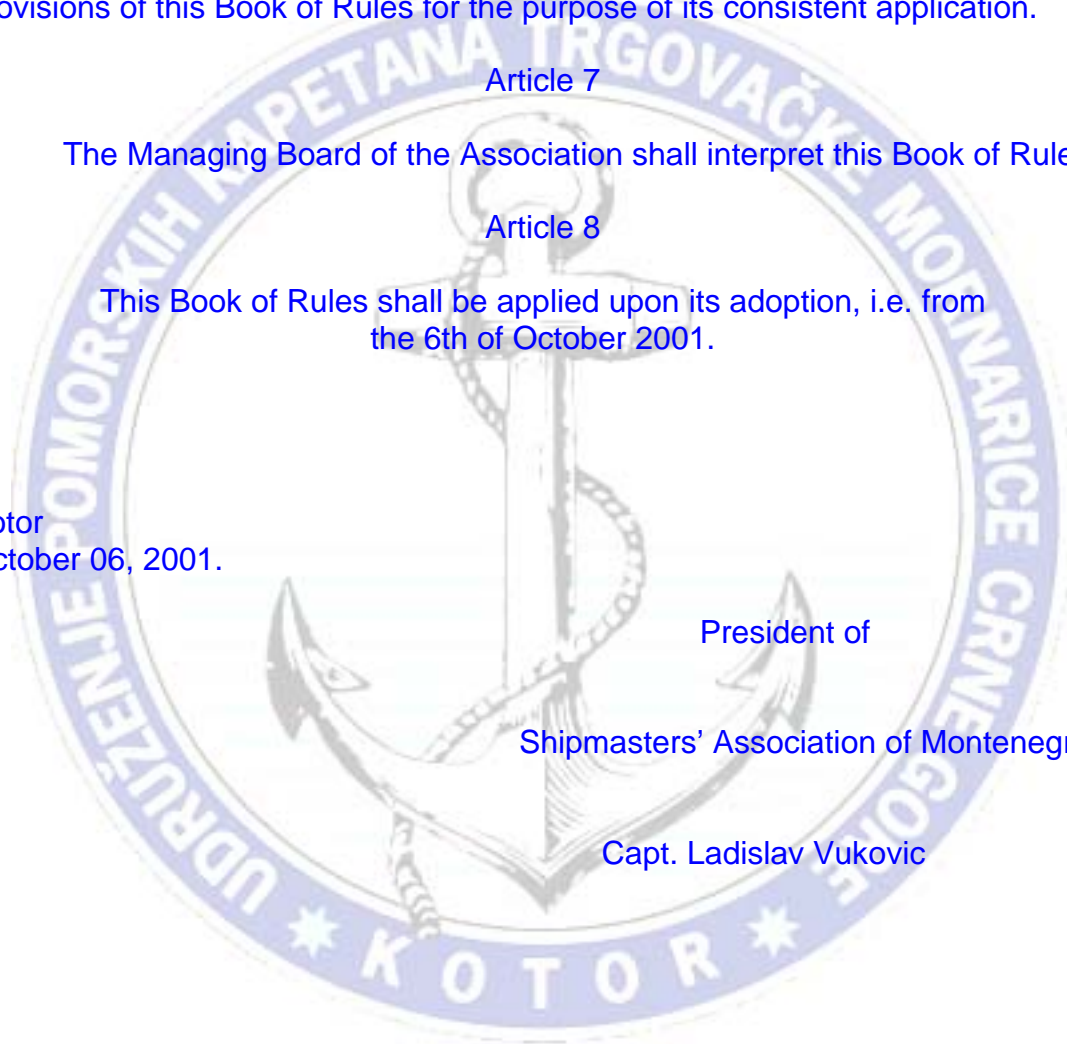 ovisions of this Book of Rules for the purpose of its consistent application.
Article 7
The Managing Board of the Association shall interpret this Book of Rule
Article 8
This Book of Rules shall be applied upon its adoption, i.e. from
the 6th of October 2001.
otor
ctober 06, 2001.
President of
Shipmasters’ Association of Montenegr
Capt. Ladislav Vukovic
UDRUŽENJE POMORSKIH KAPETANA TRGOVAČKE MORNARICE CRNE GORE
* KOTOR *